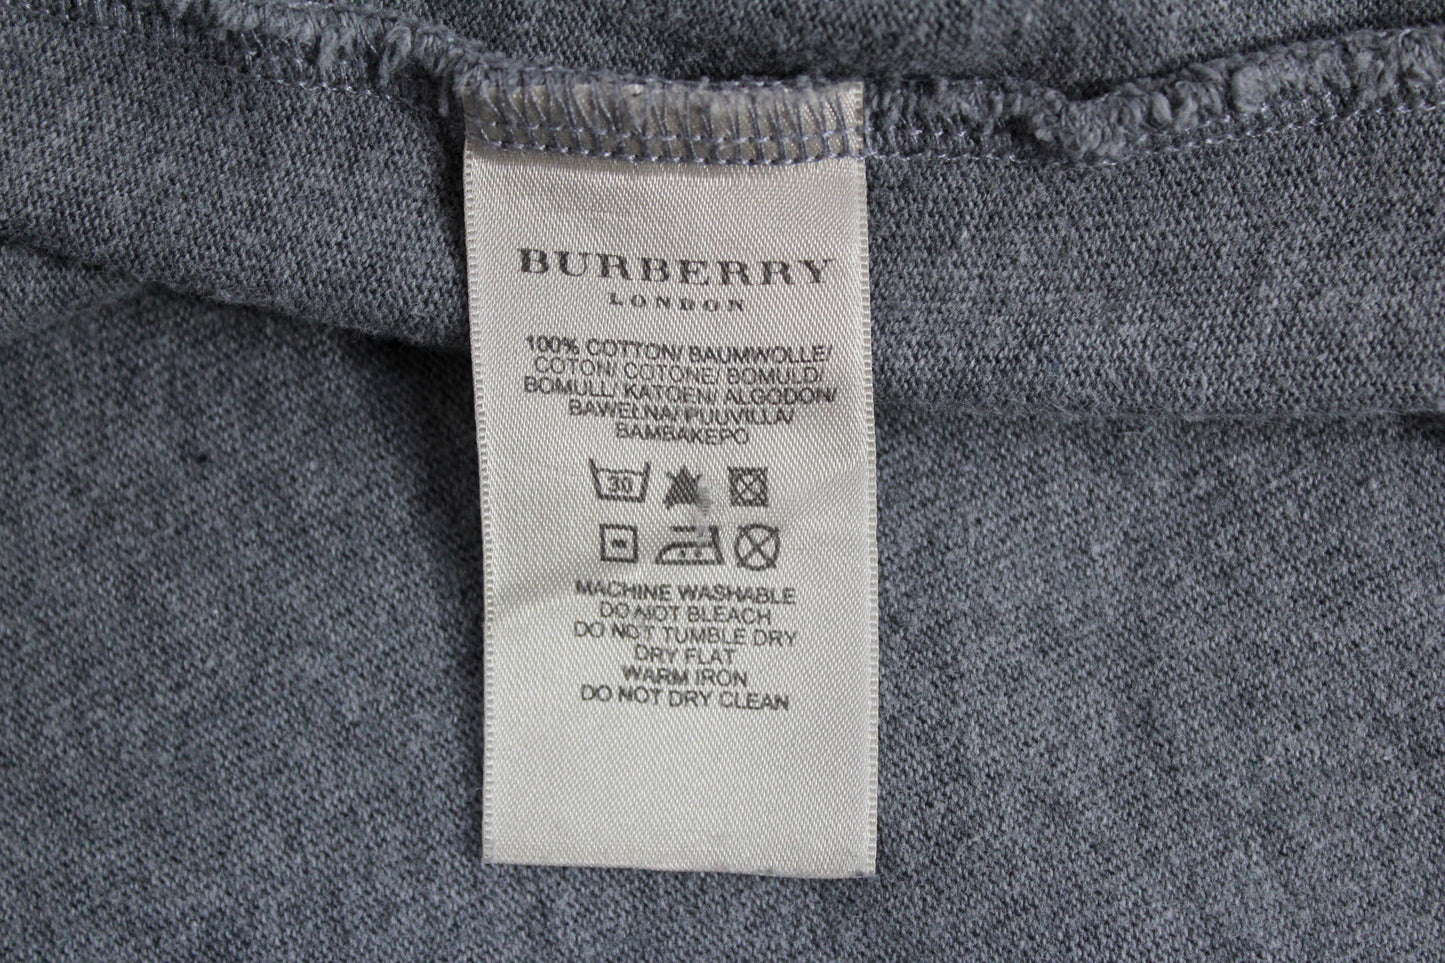 BURBERRY
LONDON
100% COTTON/ BAUMWOLLE/
COTON/ COTONE/ BOMULD/
BOMULL/ KATOEN/ ALGODON/
BAWEŁNA/ PUUVILLA/
ΒΑΜΒΑΚΕΡΟ
30
MACHINE WASHABLE
DO NOT BLEACH
DO NOT TUMBLE DRY
DRY FLAT
WARM IRON
DO NOT DRY CLEAN